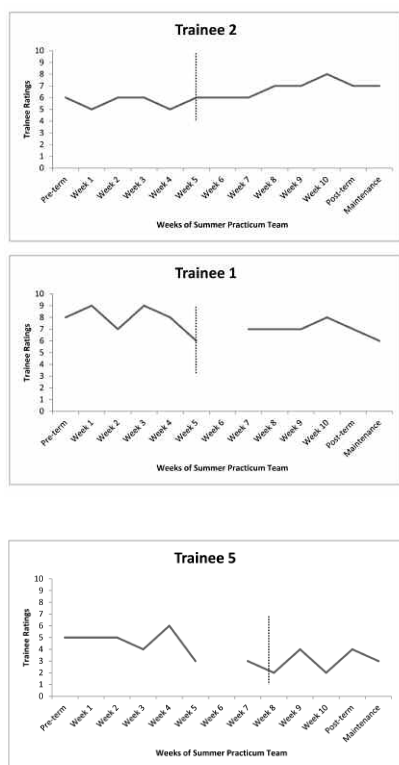 Trainee 2
Trainee Ratings
10
9
8
7
6
5
4
3
2
1
0
Pre-term
Week 1
Week 2
Week 3
Week 4
Week 5
Week 6
Week 7
Week 8
Week 9
Week 10
Post-term
Maintenance
Weeks of Summer Practicum Team
Trainee 1
Trainee Ratings
10
9
8
7
6
5
4
3
2
1
0
Pre-term
Week 1
Week 2
Week 3
Week 4
Week 5
Week 6
Week 7
Week 8
Week 9
Week 10
Post-term
Maintenance
Weeks of Summer Practicum Team
Trainee 5
Trainee Ratings
10
9
8
7
6
5
4
3
2
1
0
Pre-term
Week 1
Week 2
Week 3
Week 4
Week 5
Week 6
Week 7
Week 8
Week 9
Week 10
Post-term
Maintenance
Weeks of Summer Practicum Team